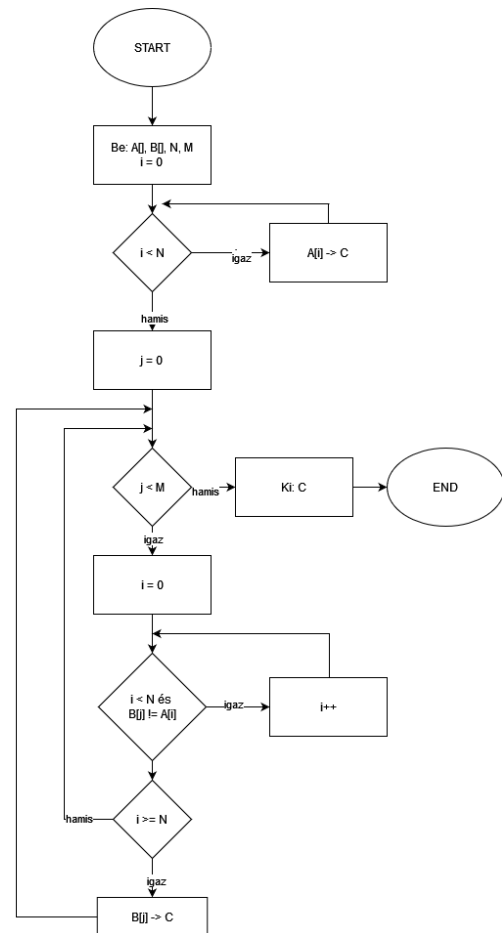 START
Be: A[], B[], N, M
i = 0
i < N
igaz
A[i] -> C
hamis
j = 0
j < M
hamis
Ki: C
END
igaz
i = 0
i < N és
B[j] != A[i]
igaz
i++
hamis
i >= N
igaz
B[j] -> C